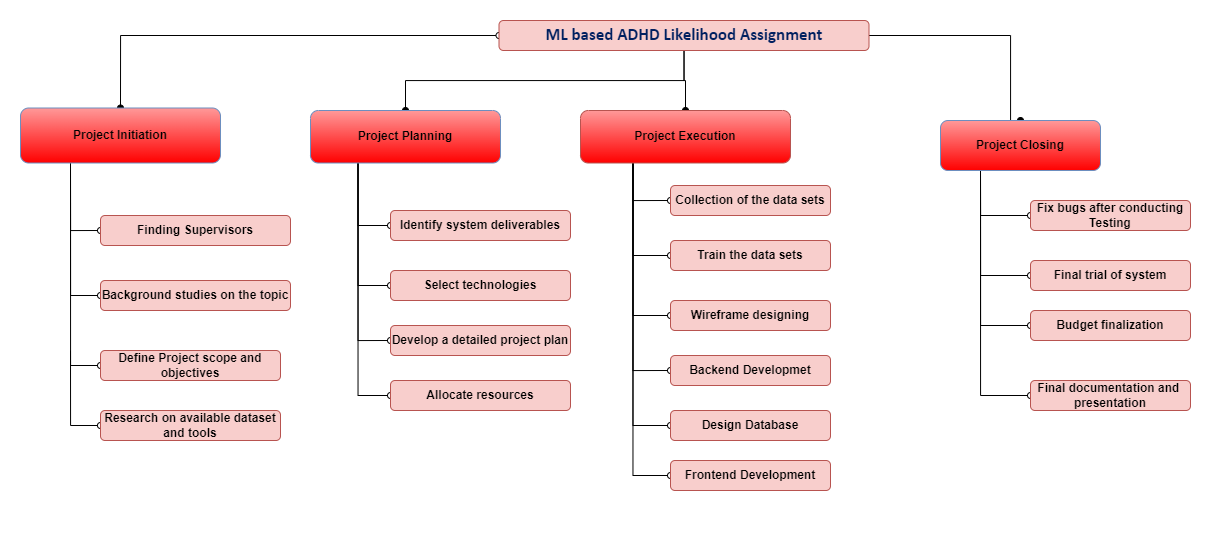 ML based ADHD Likelihood Assignment
Project Initiation
Finding Supervisors
Background studies on the topic
Define Project scope and
objectives
Research on available dataset
and tools
Project Planning
Identify system deliverables
Select technologies
Develop a detailed project plan
Allocate resources
Project Execution
Collection of the data sets
Train the data sets
Wireframe designing
Backend Developmet
Design Database
Frontend Development
Project Closing
Fix bugs after conducting
Testing
Final trial of system
Budget finalization
Final documentation and
presentation